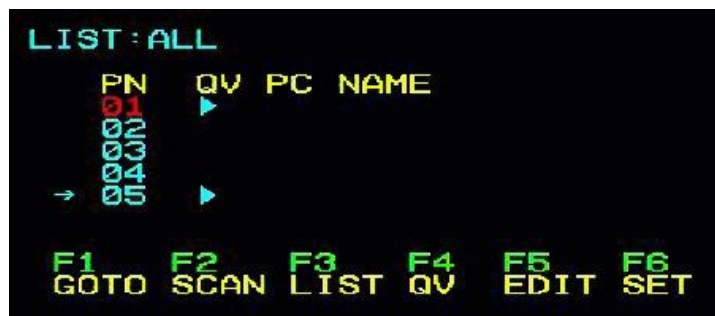 LIST:ALL
PN QV PC NAME
01 ▶
02
03
04
→ 05 ▶
F1 F2 F3 F4 F5 F6
GOTO SCAN LIST QV EDIT SET